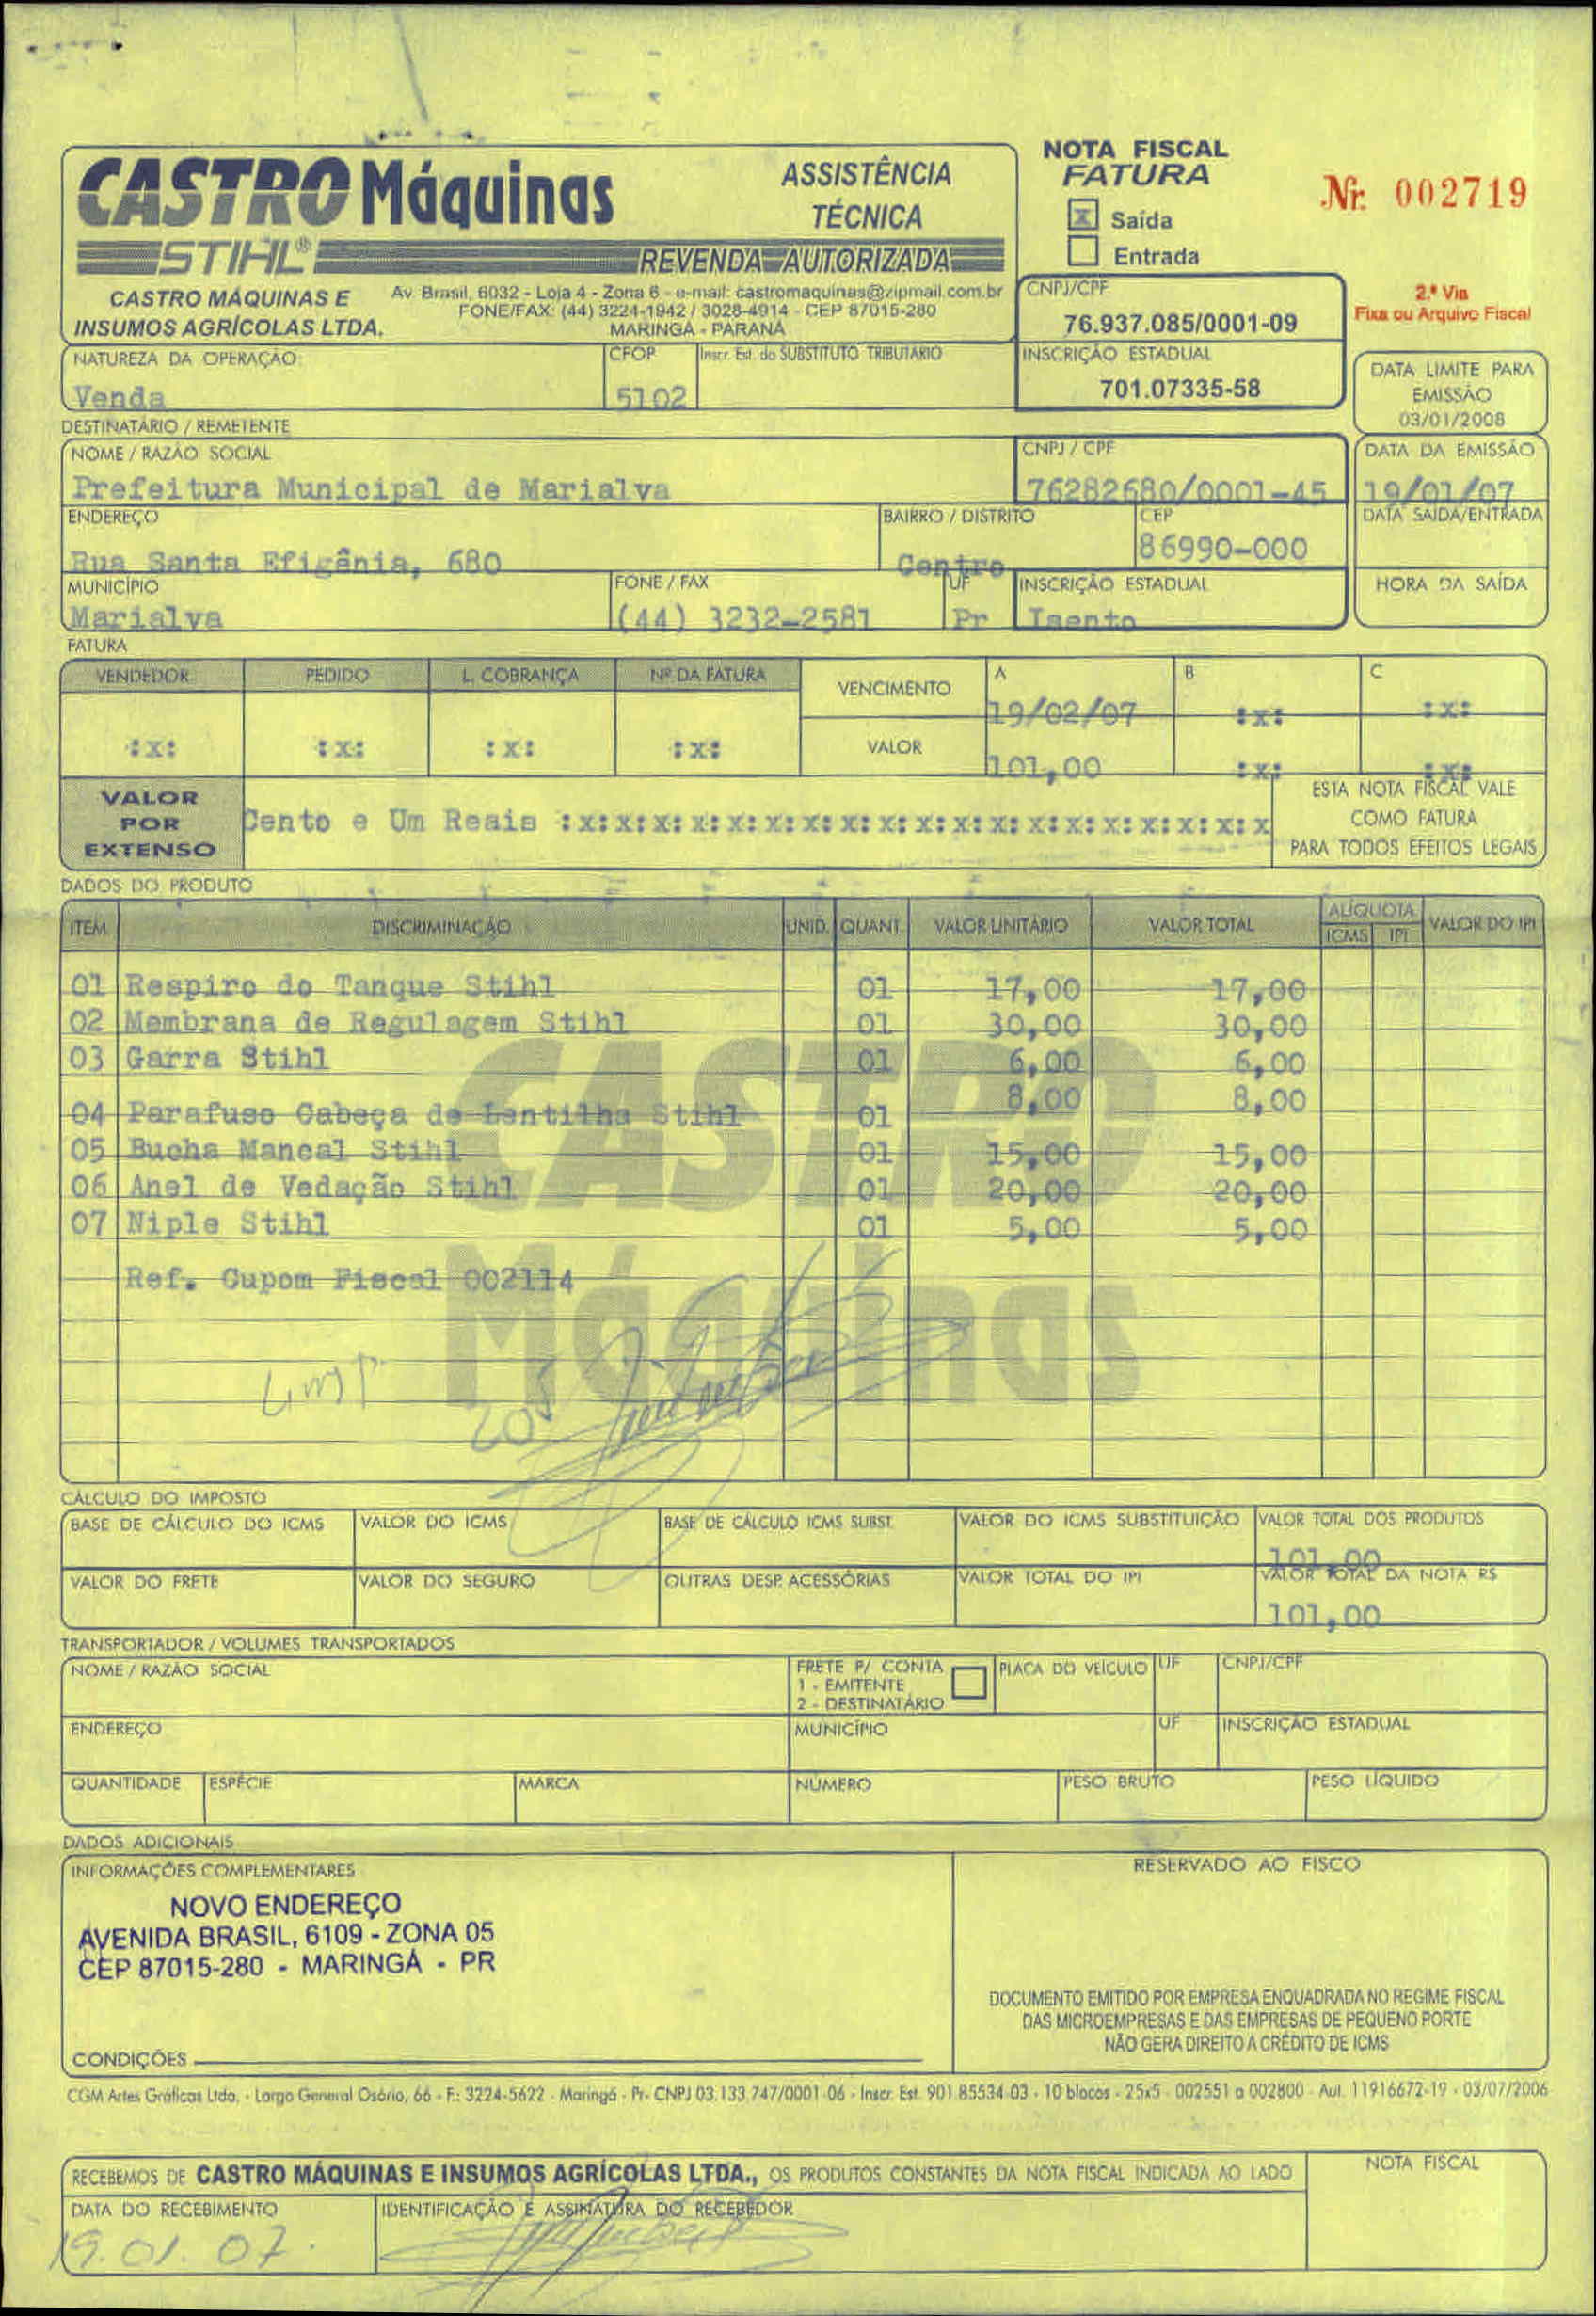 CASTRO Máquinas
STIHL®
ASSISTÊNCIA
TÉCNICA
REVENDA AUTORIZADA
CASTRO MÁQUINAS E
INSUMOS AGRÍCOLAS LTDA.
Av. Brasil, 6032 - Loja 4 - Zona 6 - e-mail: castromaquinas@zipmail.com.br
FONE/FAX: (44) 3224-1942 / 3028-4914 - CEP 87015-280
MARINGÁ - PARANÁ
NOTA FISCAL
FATURA
X Saída
Entrada
Nr. 002719
CNPJ/CPF
76.937.085/0001-09
2.ª Via
Fixa ou Arquivo Fiscal
NATUREZA DA OPERAÇÃO
Venda
CFOP
5102
Inscr. Est. do SUBSTITUTO TRIBUTÁRIO
INSCRIÇÃO ESTADUAL
701.07335-58
DATA LIMITE PARA
EMISSÃO
03/01/2008
DESTINATÁRIO / REMETENTE
NOME / RAZÃO SOCIAL
Prefeitura Municipal de Marialva
CNPJ / CPF
76282680/0001-45
DATA DA EMISSÃO
19/01/07
ENDEREÇO
Rua Santa Efigênia, 680
BAIRRO / DISTRITO
Centro
CEP
86990-000
DATA SAÍDA/ENTRADA
MUNICÍPIO
Marialva
FONE / FAX
(44) 3232-2581
UF
Pr
INSCRIÇÃO ESTADUAL
Isento
HORA DA SAÍDA
FATURA
VENDEDOR PEDIDO L. COBRANÇA Nº DA FATURA
:x: :x: :x: :x:
VENCIMENTO
A 19/02/07
B :x:
C :x:
VALOR
101,00 :x: :x:
VALOR
POR
EXTENSO
Cento e Um Reais :x:x:x:x:x:x:x:x:x:x:x:x:x:x:x:x:x:x:x
ESTA NOTA FISCAL VALE
COMO FATURA
PARA TODOS EFEITOS LEGAIS
DADOS DO PRODUTO
ITEM DISCRIMINAÇÃO UNID. QUANT. VALOR UNITÁRIO VALOR TOTAL ALÍQUOTA ICMS IPI VALOR DO IPI
01 Respiro do Tanque Stihl 01 17,00 17,00
02 Membrana de Regulagem Stihl 01 30,00 30,00
03 Garra Stihl 01 6,00 6,00
04 Parafuso Cabeça de Lentilha Stihl 01 8,00 8,00
05 Bucha Mancal Stihl 01 15,00 15,00
06 Anel de Vedação Stihl 01 20,00 20,00
07 Niple Stihl 01 5,00 5,00
Ref. Cupom Fiscal 002114
CASTRO
Máquinas
CÁLCULO DO IMPOSTO
BASE DE CÁLCULO DO ICMS VALOR DO ICMS BASE DE CÁLCULO ICMS SUBST. VALOR DO ICMS SUBSTITUIÇÃO VALOR TOTAL DOS PRODUTOS
101,00
VALOR DO FRETE VALOR DO SEGURO OUTRAS DESP. ACESSÓRIAS VALOR TOTAL DO IPI VALOR TOTAL DA NOTA R$
101,00
TRANSPORTADOR / VOLUMES TRANSPORTADOS
NOME / RAZÃO SOCIAL
FRETE P/ CONTA
1 - EMITENTE
2 - DESTINATÁRIO
PLACA DO VEÍCULO UF CNPJ/CPF
ENDEREÇO MUNICÍPIO UF INSCRIÇÃO ESTADUAL
QUANTIDADE ESPÉCIE MARCA NÚMERO PESO BRUTO PESO LÍQUIDO
DADOS ADICIONAIS
INFORMAÇÕES COMPLEMENTARES
NOVO ENDEREÇO
AVENIDA BRASIL, 6109 - ZONA 05
CEP 87015-280 - MARINGÁ - PR
CONDIÇÕES
RESERVADO AO FISCO
DOCUMENTO EMITIDO POR EMPRESA ENQUADRADA NO REGIME FISCAL
DAS MICROEMPRESAS E DAS EMPRESAS DE PEQUENO PORTE
NÃO GERA DIREITO A CRÉDITO DE ICMS
CGM Artes Gráficas Ltda. - Largo General Osório, 66 - F.: 3224-5622 - Maringá - Pr - CNPJ 03.133.747/0001-06 - Inscr. Est. 901.85534-03 - 10 blocos - 25x5 - 002551 a 002800 - Aut. 11916672-19 - 03/07/2006
RECEBEMOS DE CASTRO MÁQUINAS E INSUMOS AGRÍCOLAS LTDA., OS PRODUTOS CONSTANTES DA NOTA FISCAL INDICADA AO LADO
NOTA FISCAL
DATA DO RECEBIMENTO
19.01.07.
IDENTIFICAÇÃO E ASSINATURA DO RECEBEDOR